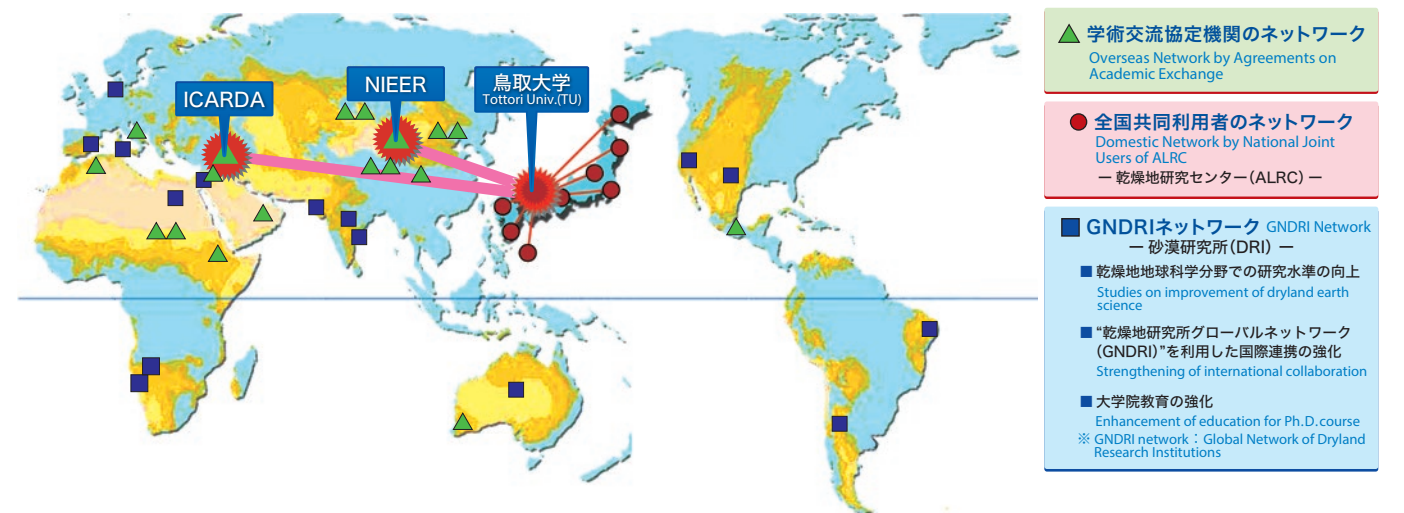 ICARDA
NIEER
鳥取大学
Tottori Univ.(TU)
学術交流協定機関のネットワーク
Overseas Network by Agreements on
Academic Exchange
全国共同利用者のネットワーク
Domestic Network by National Joint
Users of ALRC
ー 乾燥地研究センター(ALRC) ー
GNDRIネットワーク GNDRI Network
ー 砂漠研究所(DRI) ー
乾燥地地球科学分野での研究水準の向上
Studies on improvement of dryland earth
science
“乾燥地研究所グローバルネットワーク
(GNDRI)”を利用した国際連携の強化
Strengthening of international collaboration
大学院教育の強化
Enhancement of education for Ph.D.course
※ GNDRI network：Global Network of Dryland
Research Institutions